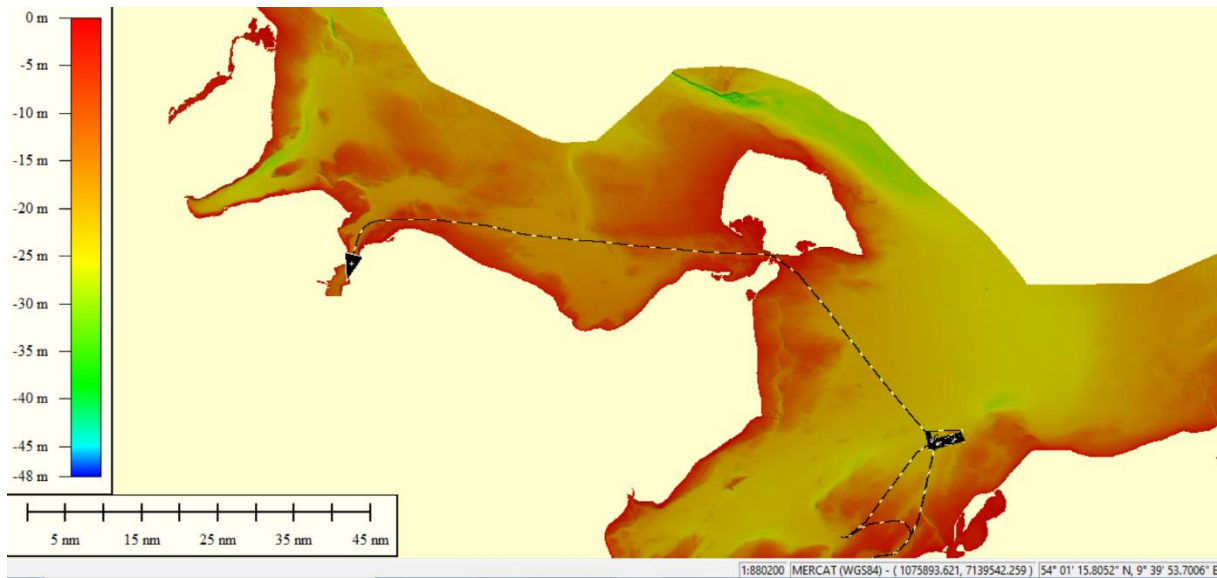 0 m
-5 m
-10 m
-15 m
-20 m
-25 m
-30 m
-35 m
-40 m
-45 m
-48 m
5 nm 15 nm 25 nm 35 nm 45 nm
1:880200 MERCAT (WGS84) - ( 1075893.621, 7139542.259 ) 54° 01' 15.8052" N, 9° 39' 53.7006" E